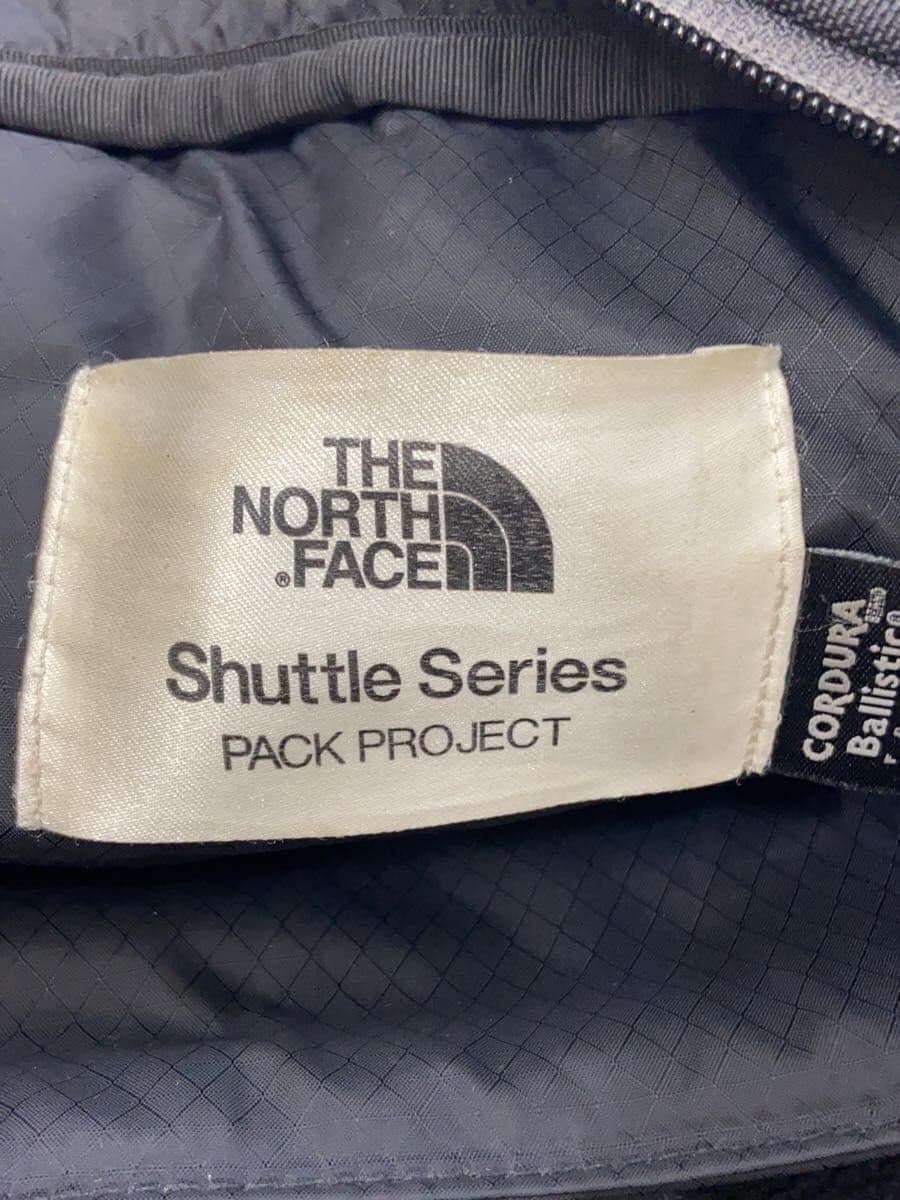 THE
NORTH
®FACE
Shuttle Series
PACK PROJECT
CORDURA
Ballistic®